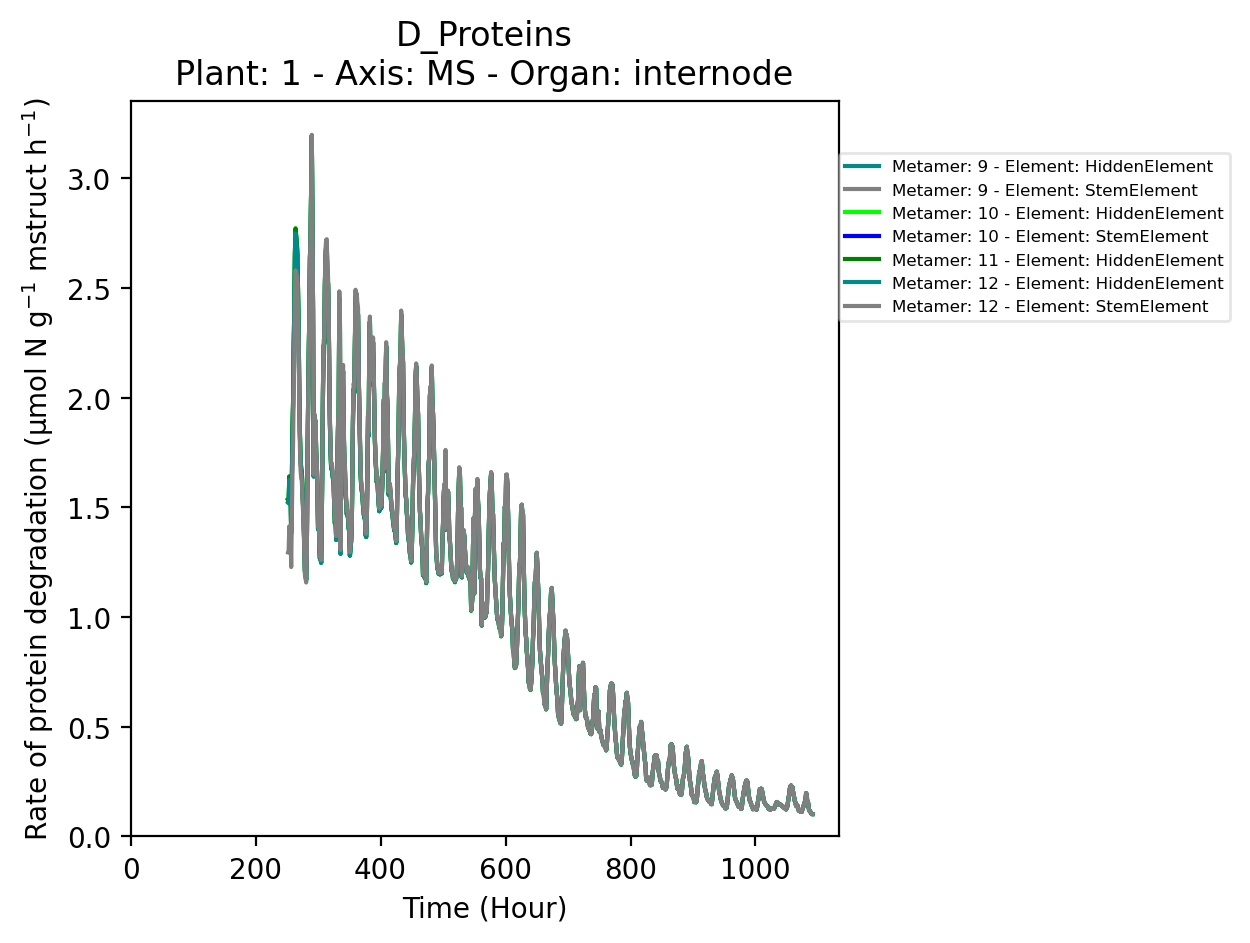 D_Proteins
Plant: 1 - Axis: MS - Organ: internode
Rate of protein degradation (µmol N g⁻¹ mstruct h⁻¹)
3.0
2.5
2.0
1.5
1.0
0.5
0.0
0 200 400 600 800 1000
Time (Hour)
Metamer: 9 - Element: HiddenElement
Metamer: 9 - Element: StemElement
Metamer: 10 - Element: HiddenElement
Metamer: 10 - Element: StemElement
Metamer: 11 - Element: HiddenElement
Metamer: 12 - Element: HiddenElement
Metamer: 12 - Element: StemElement